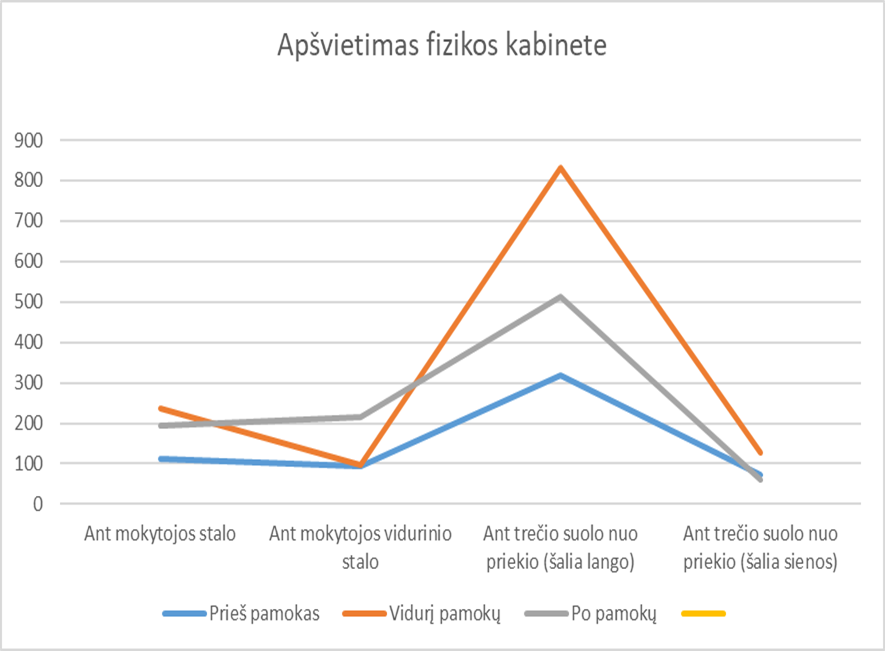 Apšvietimas fizikos kabinete
900
800
700
600
500
400
300
200
100
0
Ant mokytojos stalo
Ant mokytojos vidurinio
stalo
Ant trečio suolo nuo
priekio (šalia lango)
Ant trečio suolo nuo
priekio (šalia sienos)
Prieš pamokas
Vidurį pamokų
Po pamokų